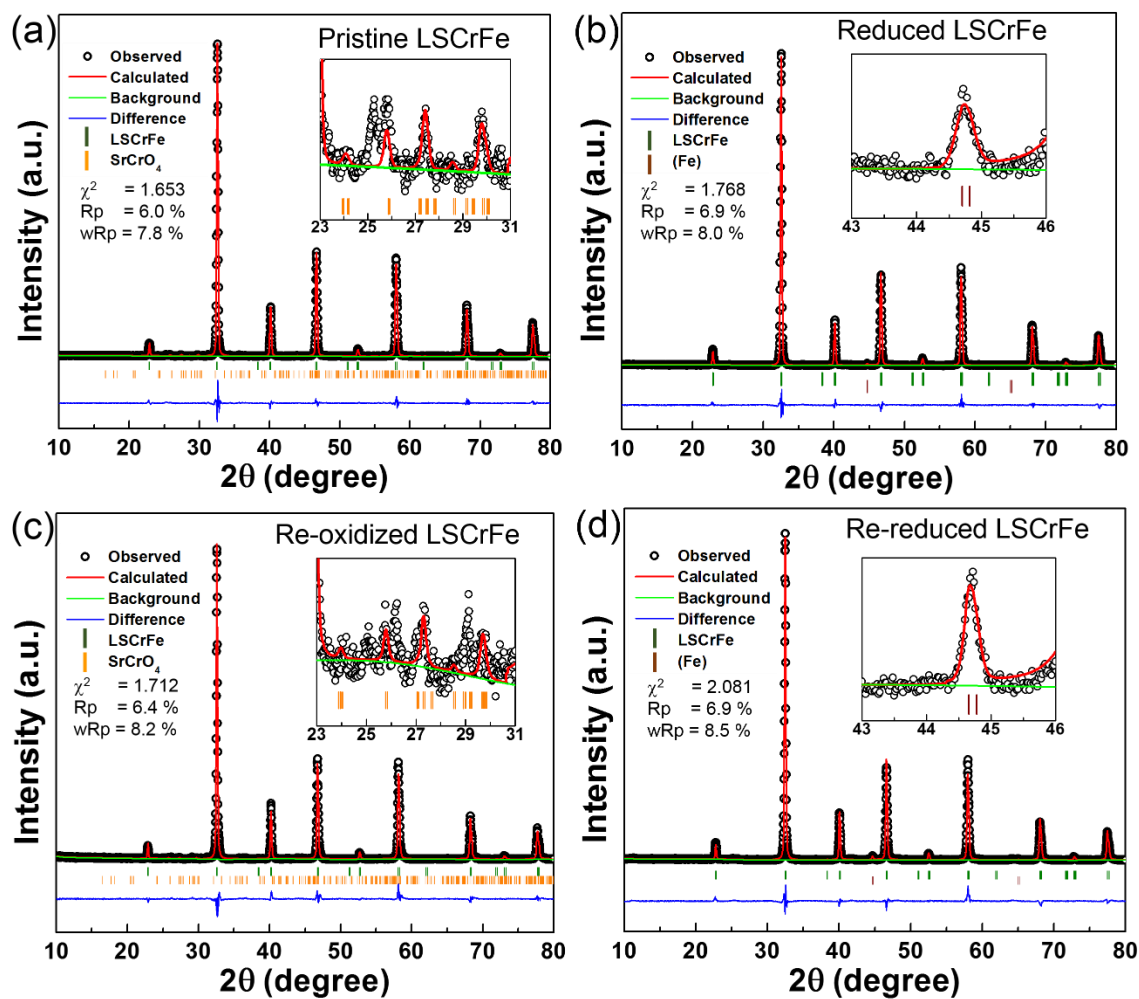 (a)
Pristine LSCrFe
Observed
Calculated
Background
Difference
LSCrFe
SrCrO₄
χ² = 1.653
Rp = 6.0 %
wRp = 7.8 %
23 25 27 29 31
Intensity (a.u.)
10 20 30 40 50 60 70 80
2θ (degree)
(b)
Reduced LSCrFe
Observed
Calculated
Background
Difference
LSCrFe
(Fe)
χ² = 1.768
Rp = 6.9 %
wRp = 8.0 %
43 44 45 46
Intensity (a.u.)
10 20 30 40 50 60 70 80
2θ (degree)
(c)
Re-oxidized LSCrFe
Observed
Calculated
Background
Difference
LSCrFe
SrCrO₄
χ² = 1.712
Rp = 6.4 %
wRp = 8.2 %
23 25 27 29 31
Intensity (a.u.)
10 20 30 40 50 60 70 80
2θ (degree)
(d)
Re-reduced LSCrFe
Observed
Calculated
Background
Difference
LSCrFe
(Fe)
χ² = 2.081
Rp = 6.9 %
wRp = 8.5 %
43 44 45 46
Intensity (a.u.)
10 20 30 40 50 60 70 80
2θ (degree)